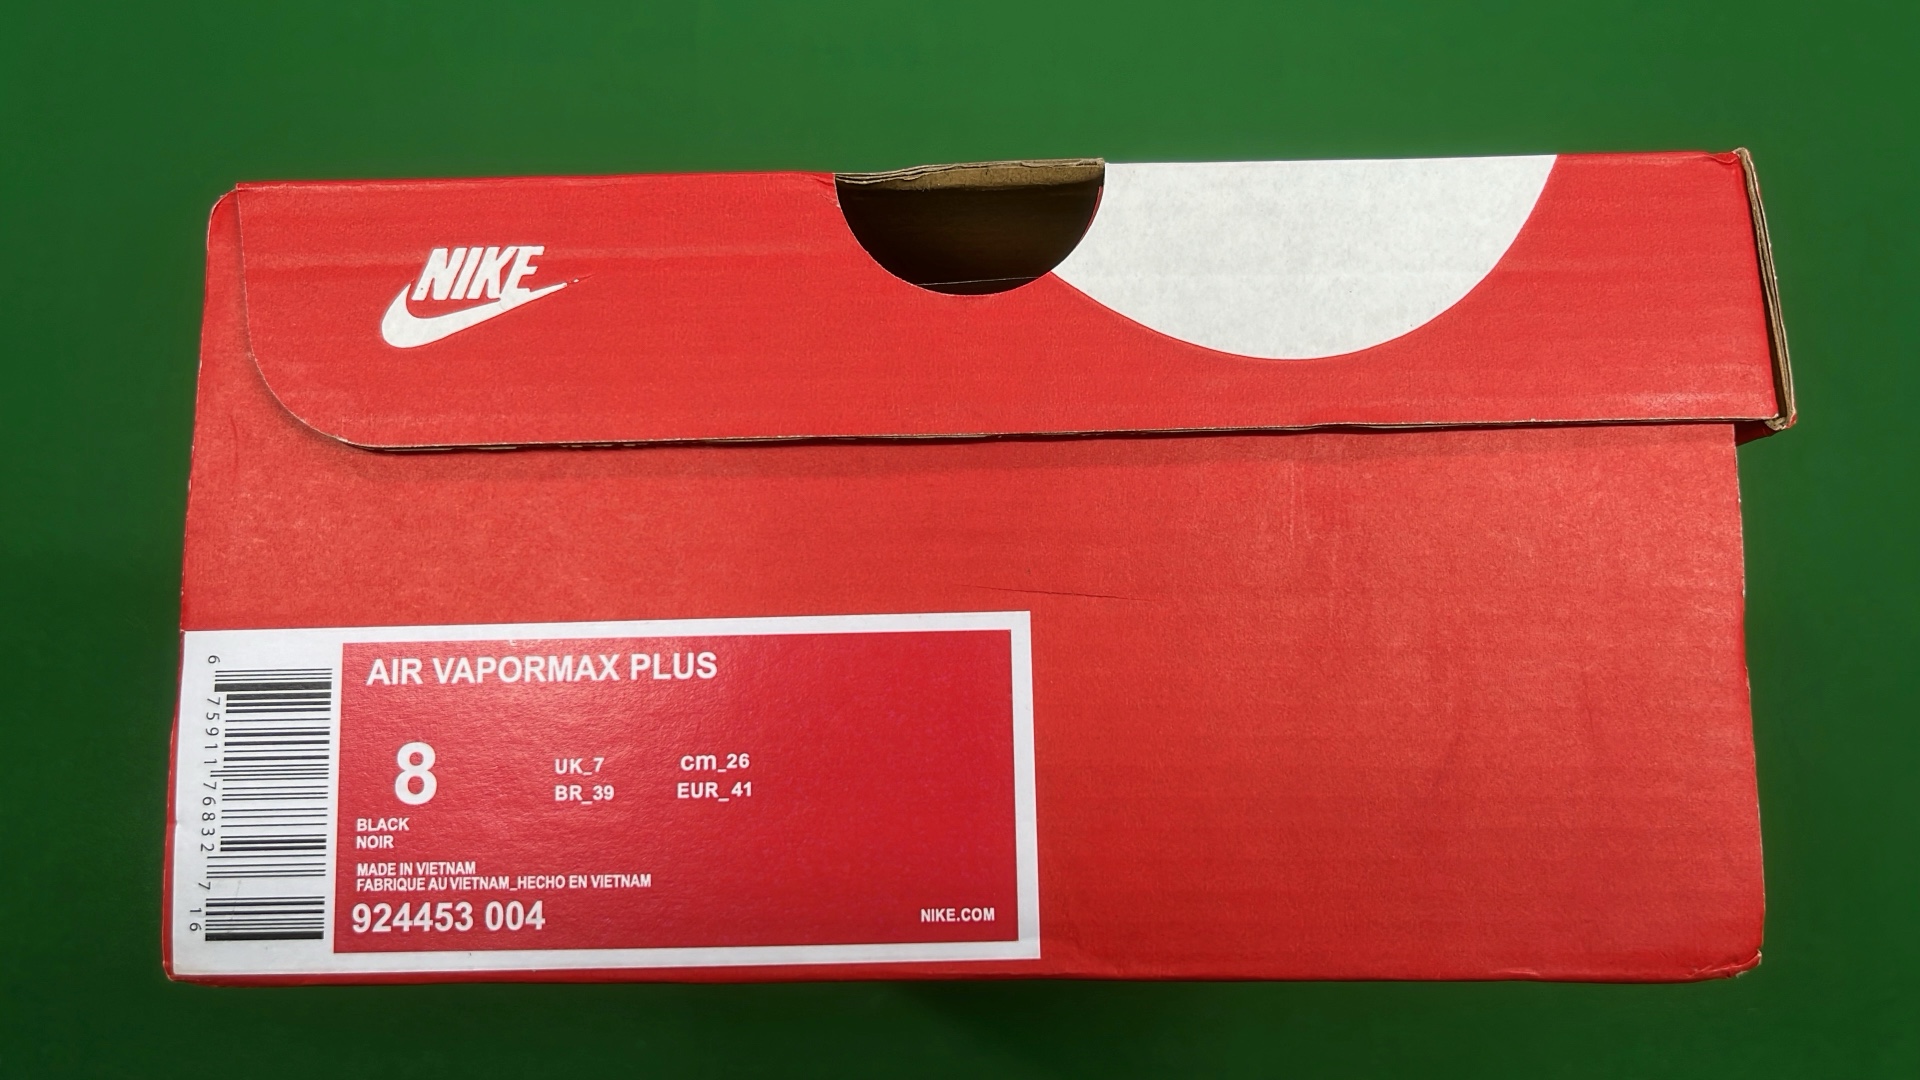 NIKE
AIR VAPORMAX PLUS
8
UK_7 cm_26
BR_39 EUR_41
BLACK
NOIR
MADE IN VIETNAM
FABRIQUE AU VIETNAM_HECHO EN VIETNAM
924453 004
NIKE.COM
6 75911 76832 7 16